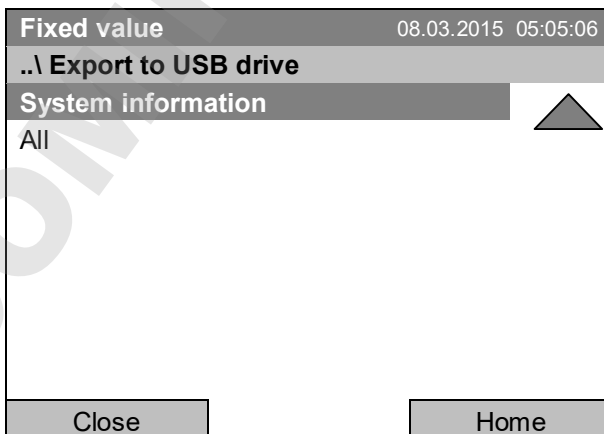 Fixed value 08.03.2015 05:05:06
..\ Export to USB drive
System information
All
Close Home